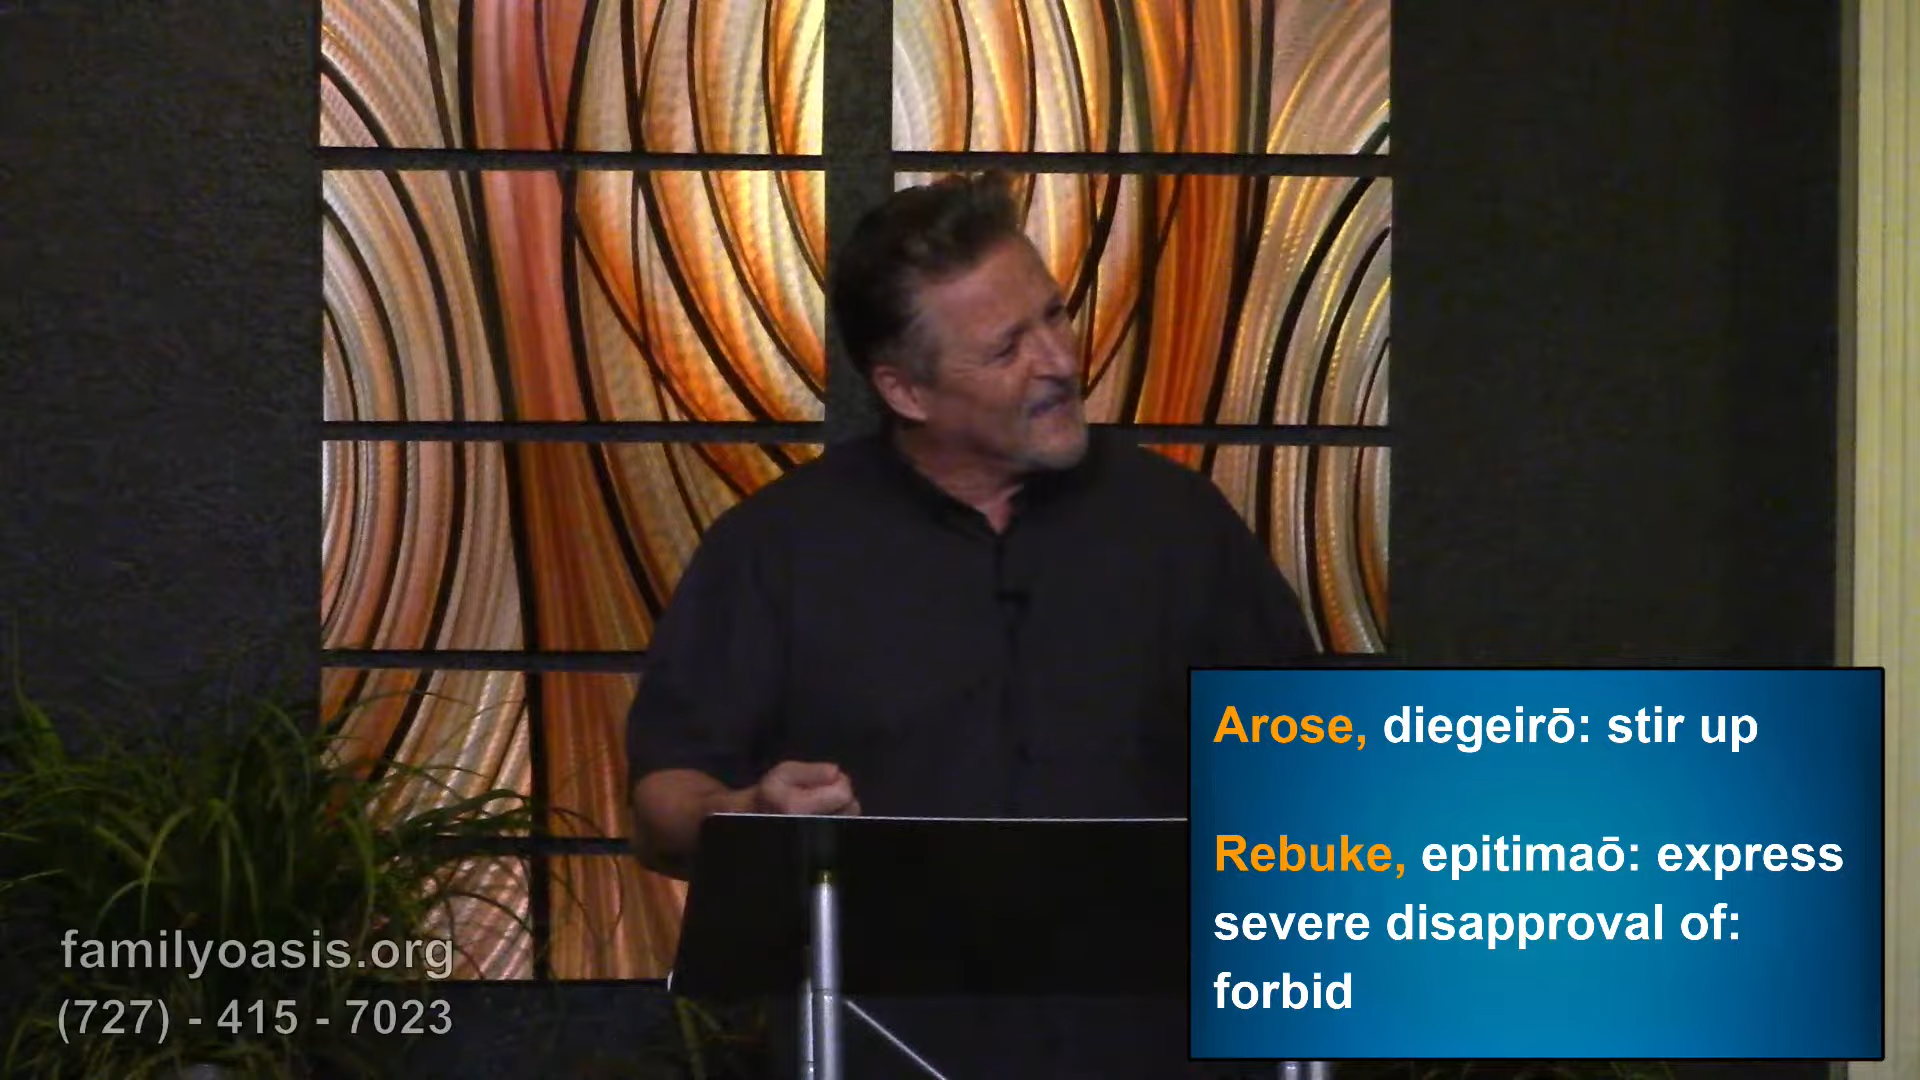 Arose, diegeirō: stir up
Rebuke, epitimaō: express
severe disapproval of:
forbid
familyoasis.org
(727) - 415 - 7023